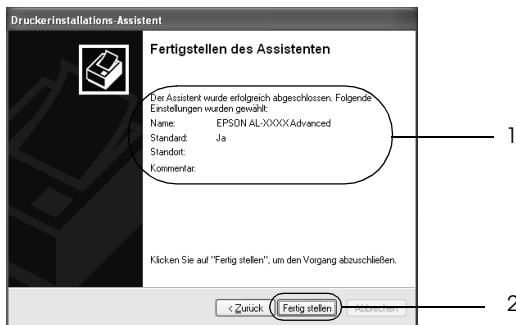 Druckerinstallations-Assistent
Fertigstellen des Assistenten
Der Assistent wurde erfolgreich abgeschlossen. Folgende
Einstellungen wurden gewählt:
Name: EPSON AL-XXXX Advanced
Standard: Ja
Standort:
Kommentar:
1
Klicken Sie auf "Fertig stellen", um den Vorgang abzuschließen.
< Zurück Fertig stellen Abbrechen
2